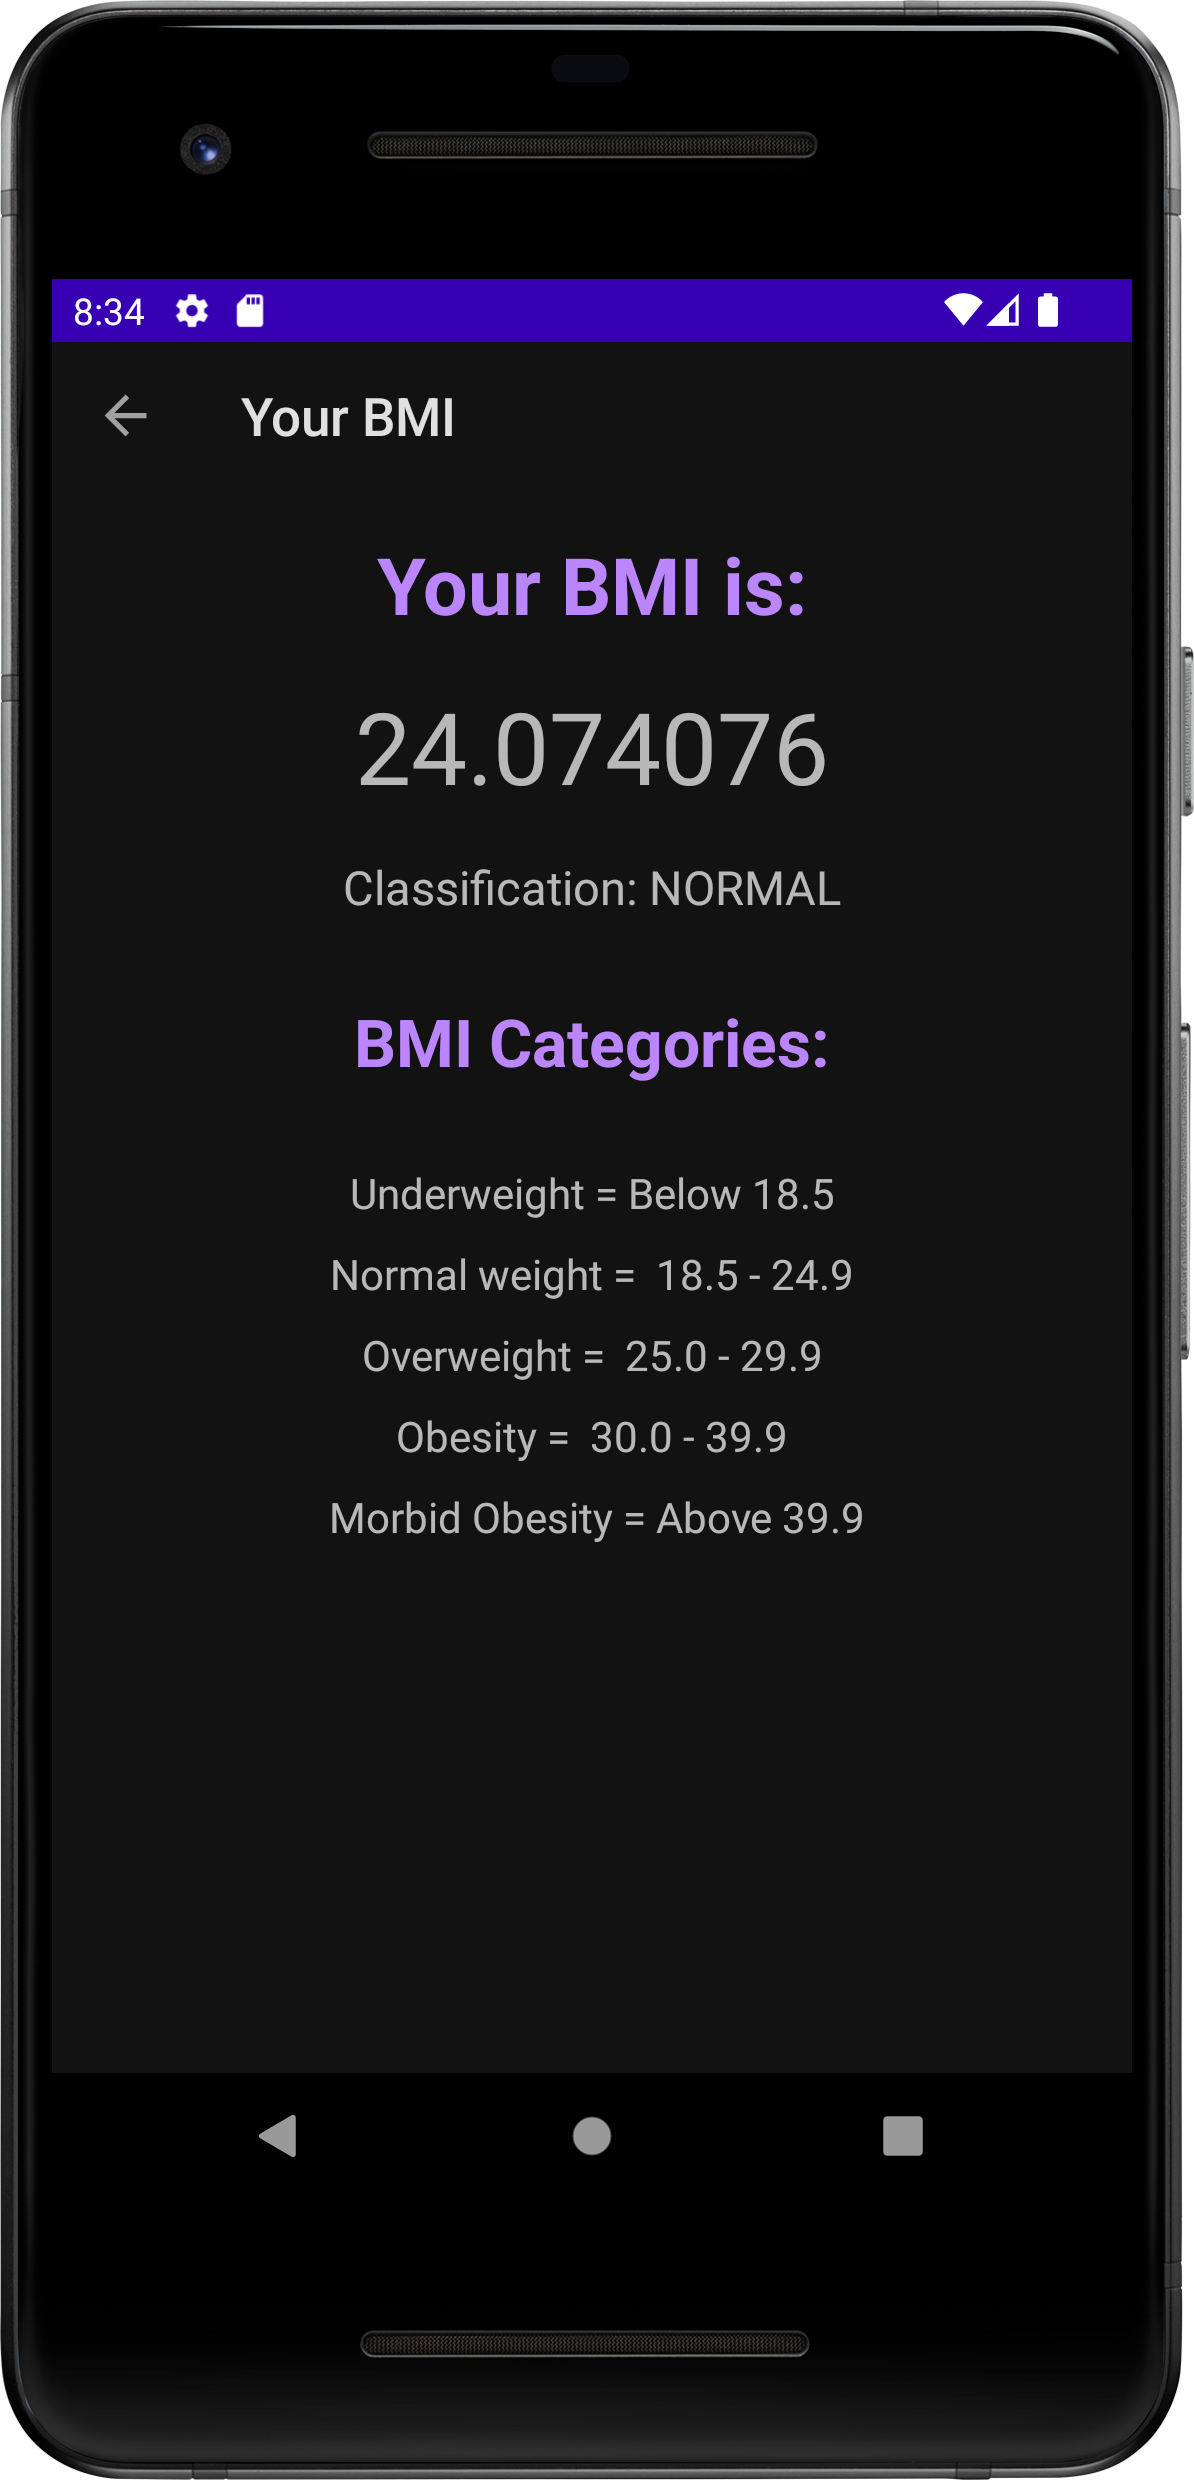 8:34
Your BMI
Your BMI is:
24.074076
Classification: NORMAL
BMI Categories:
Underweight = Below 18.5
Normal weight =  18.5 - 24.9
Overweight =  25.0 - 29.9
Obesity =  30.0 - 39.9
Morbid Obesity = Above 39.9